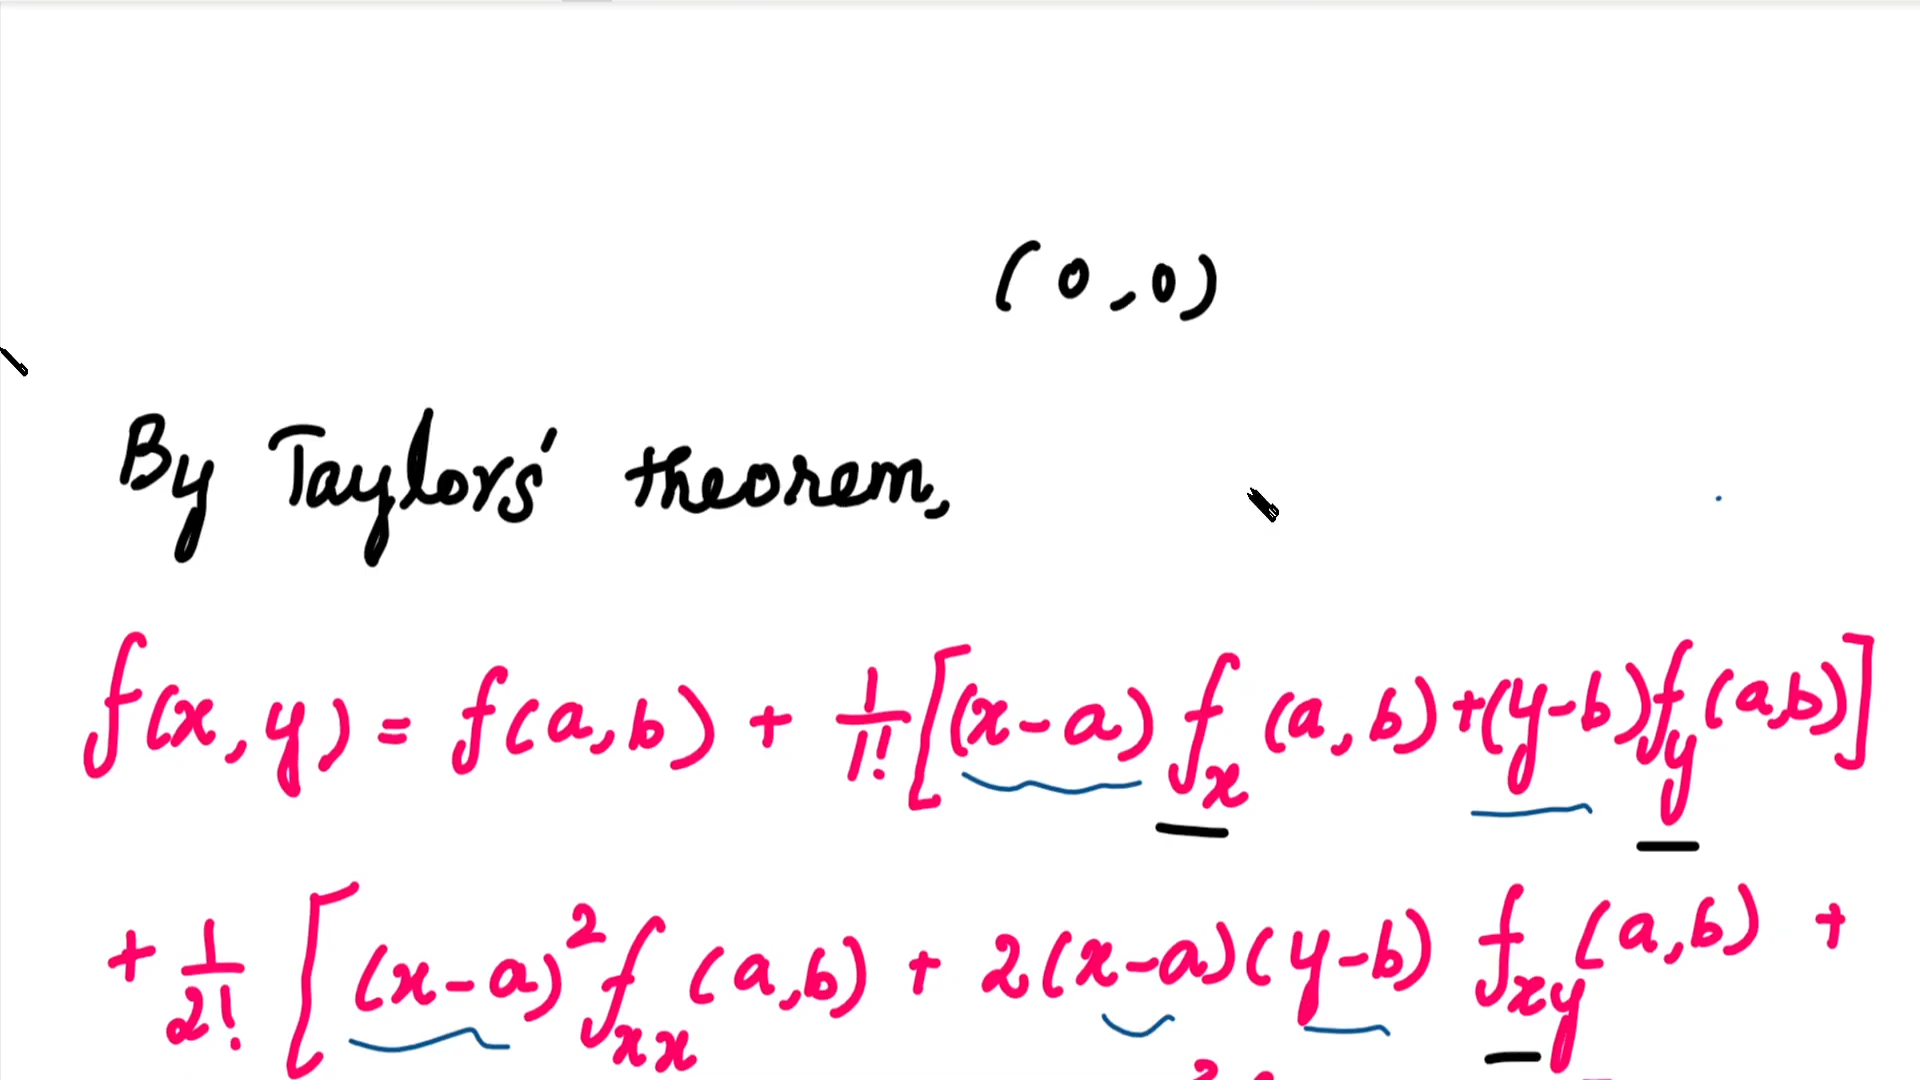 (0,0)
By Taylors' theorem,
f(x,y) = f(a,b) + 1/1! [(x-a) f_x (a,b) + (y-b) f_y (a,b)]
+ 1/2! [(x-a)² f_xx (a,b) + 2(x-a)(y-b) f_xy (a,b) +